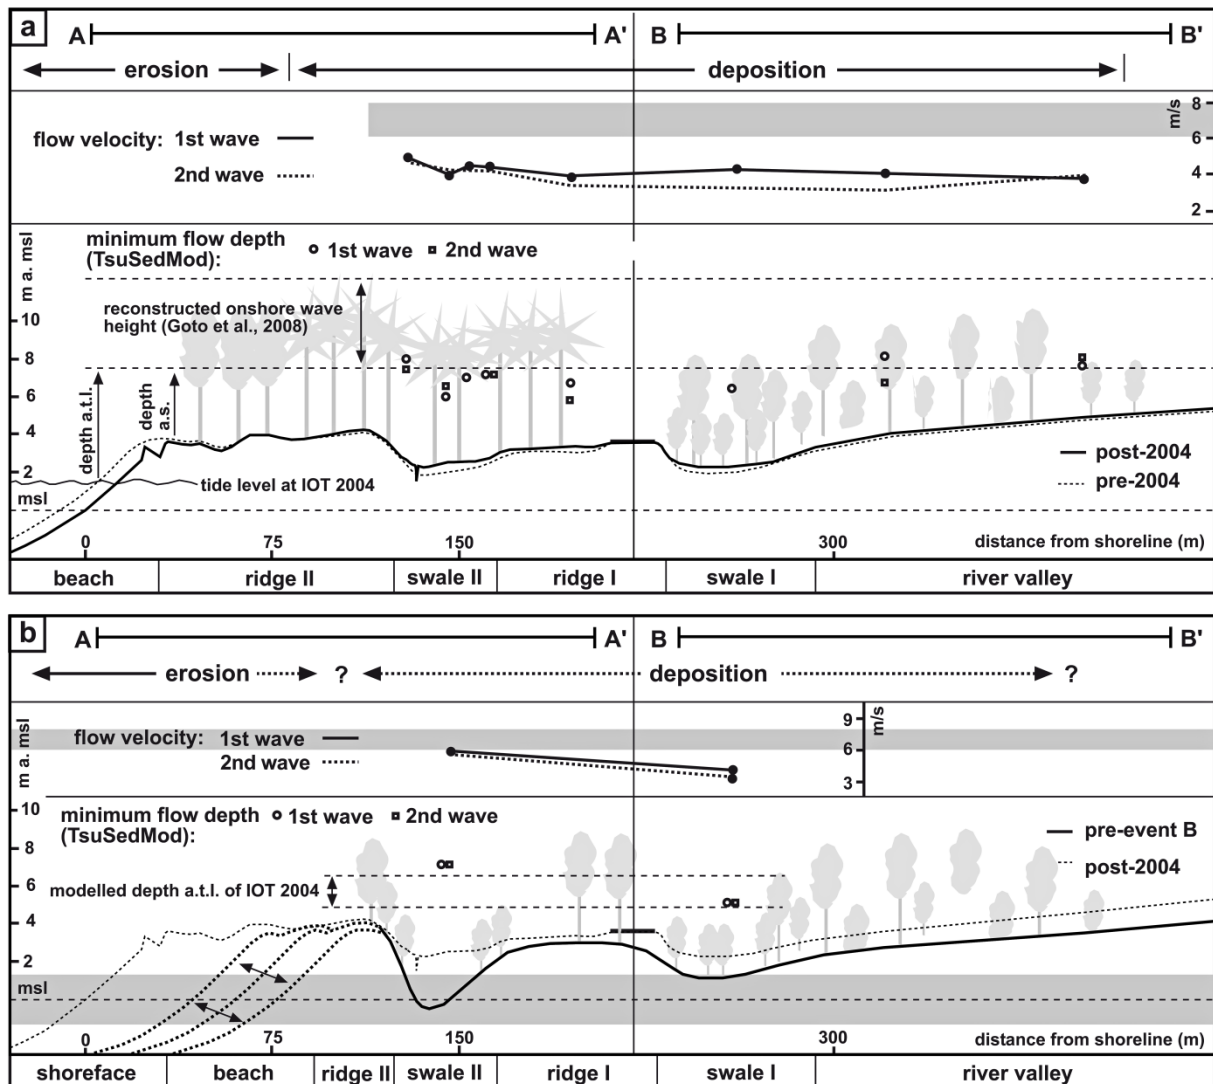 a
A A' B B'
erosion deposition
flow velocity: 1st wave
2nd wave
8
m/s
6
4
2
m a. msl
minimum flow depth
(TsuSedMod):
1st wave 2nd wave
reconstructed onshore wave
height (Goto et al., 2008)
10
8
6
4
2
depth a.t.l.
depth
a.s.
tide level at IOT 2004
msl
post-2004
pre-2004
0 75 150 300 distance from shoreline (m)
beach ridge II swale II ridge I swale I river valley
b
A A' B B'
erosion ? deposition ?
m a. msl
flow velocity: 1st wave
2nd wave
9
m/s
6
3
10
8
6
4
2
minimum flow depth
(TsuSedMod):
1st wave 2nd wave
pre-event B
post-2004
modelled depth a.t.l. of IOT 2004
msl
0 75 150 300 distance from shoreline (m)
shoreface beach ridge II swale II ridge I swale I river valley